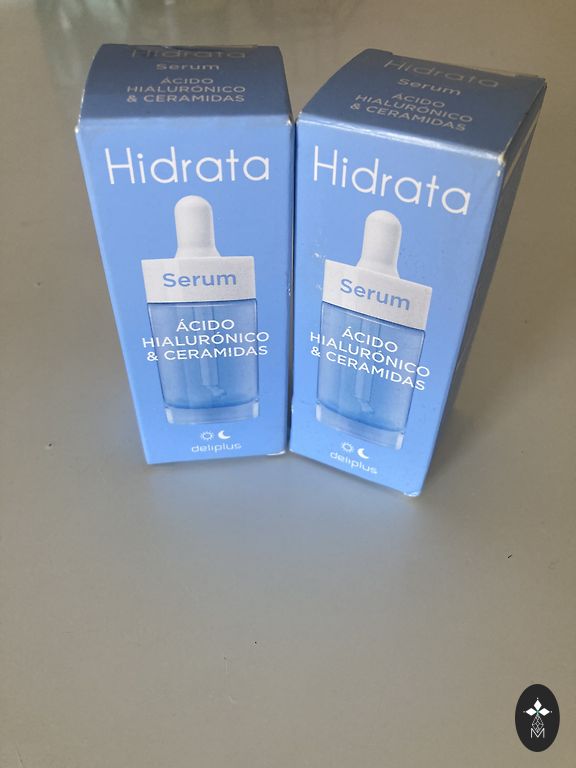 Hidrata
Serum
ÁCIDO
HIALURÓNICO
& CERAMIDAS
Hidrata
Serum
ÁCIDO
HIALURÓNICO
& CERAMIDAS
deliplus
Hidrata
Serum
ÁCIDO
HIALURÓNICO
& CERAMIDAS
Hidrata
Serum
ÁCIDO
HIALURÓNICO
& CERAMIDAS
deliplus
M